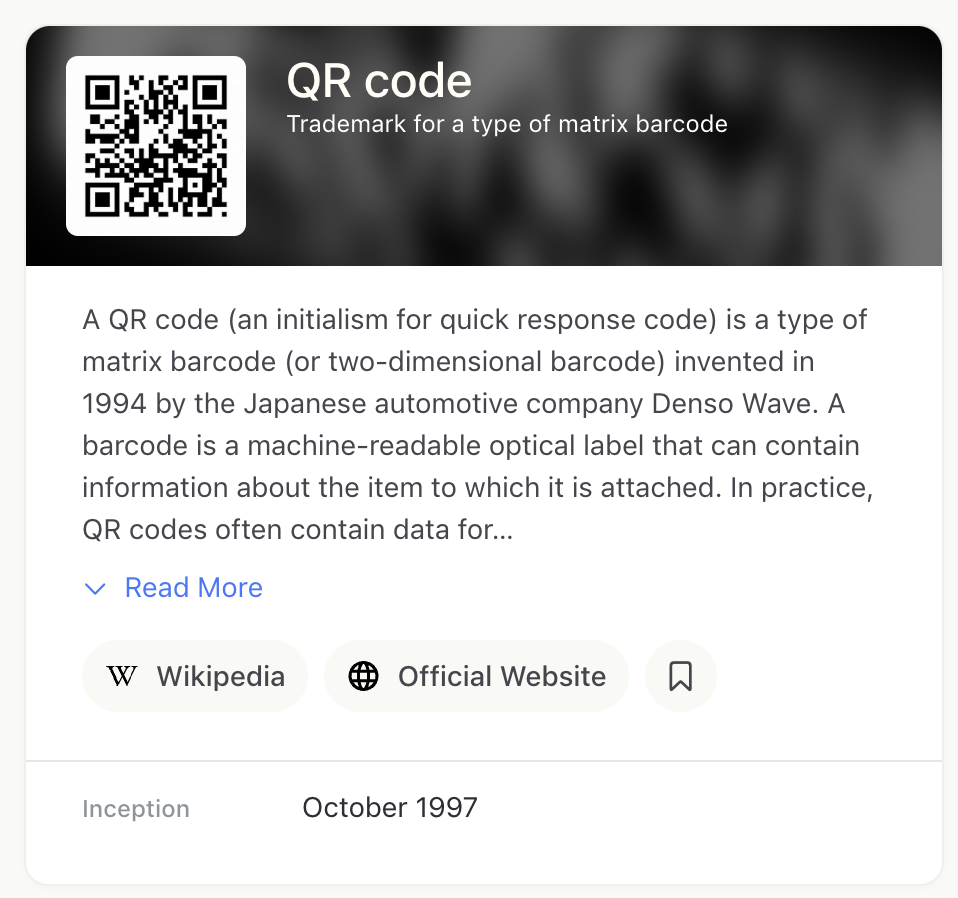 QR code
Trademark for a type of matrix barcode
A QR code (an initialism for quick response code) is a type of
matrix barcode (or two-dimensional barcode) invented in
1994 by the Japanese automotive company Denso Wave. A
barcode is a machine-readable optical label that can contain
information about the item to which it is attached. In practice,
QR codes often contain data for...
Read More
W Wikipedia
Official Website
Inception
October 1997